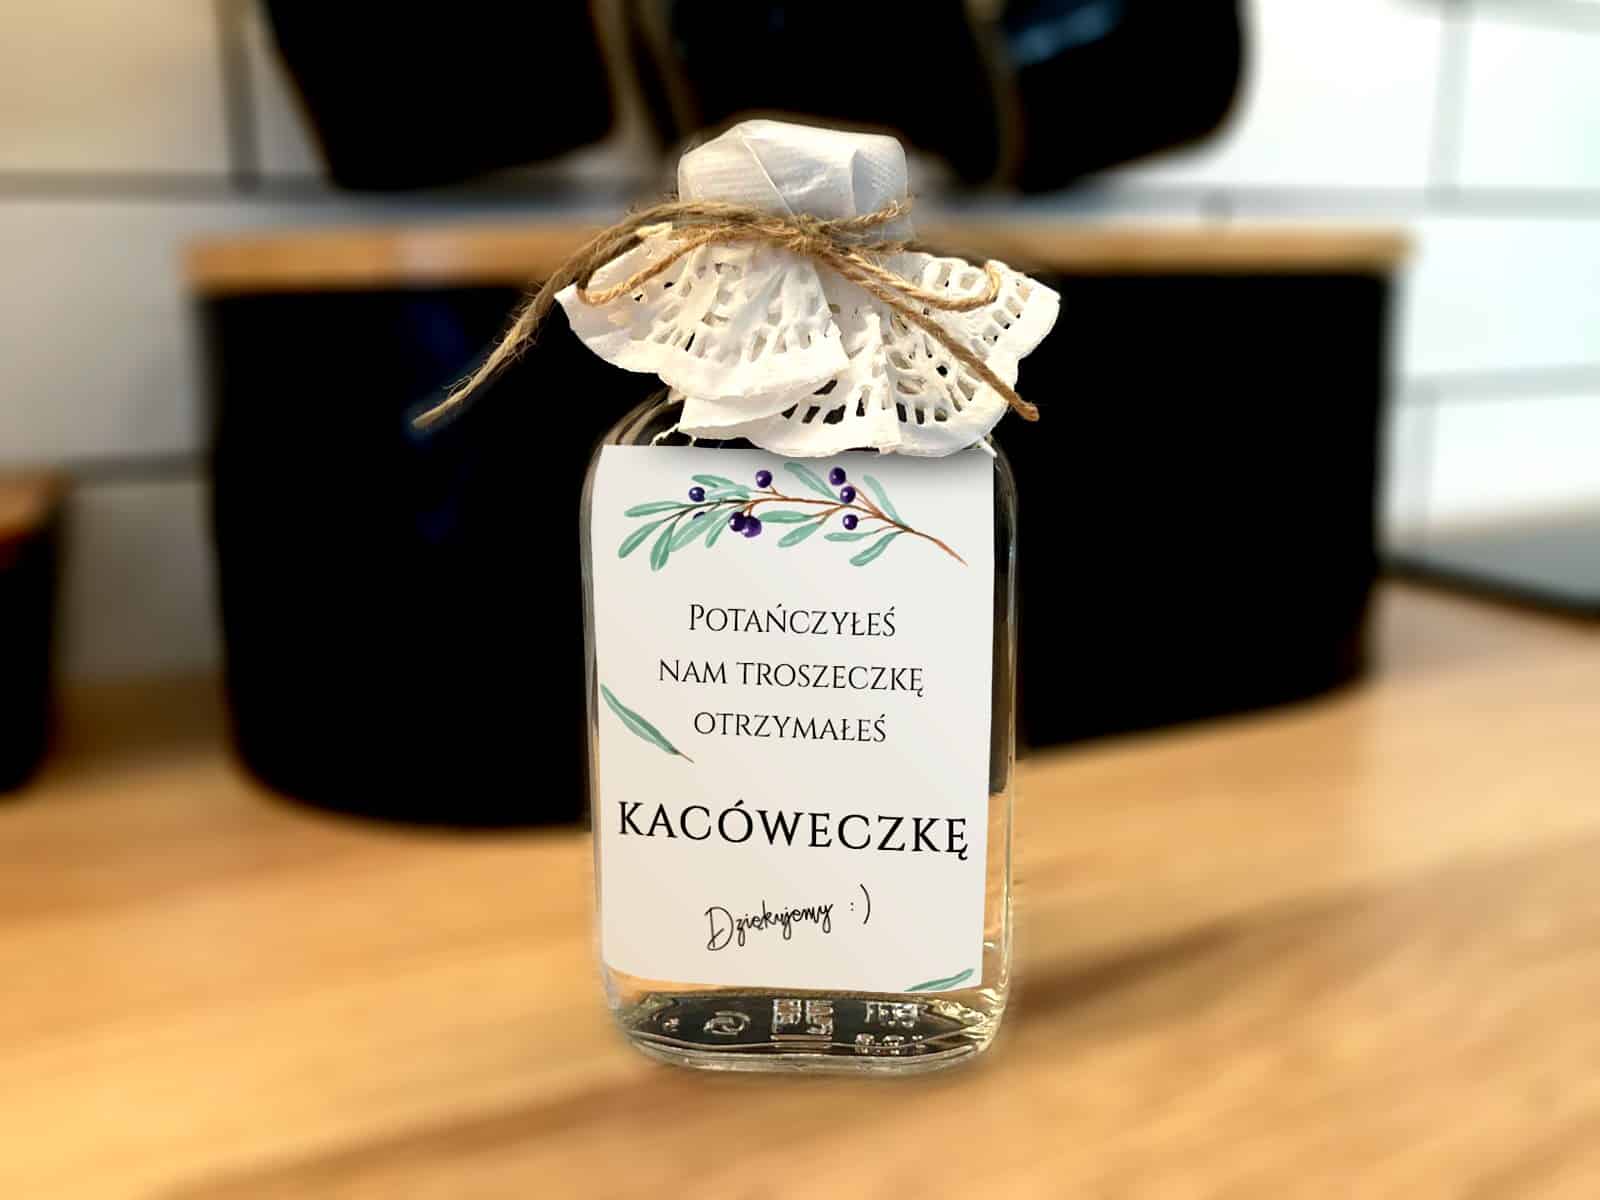 Potańczyłeś
nam troszeczkę
otrzymałeś
kacóweczkę
Dziękujemy :)